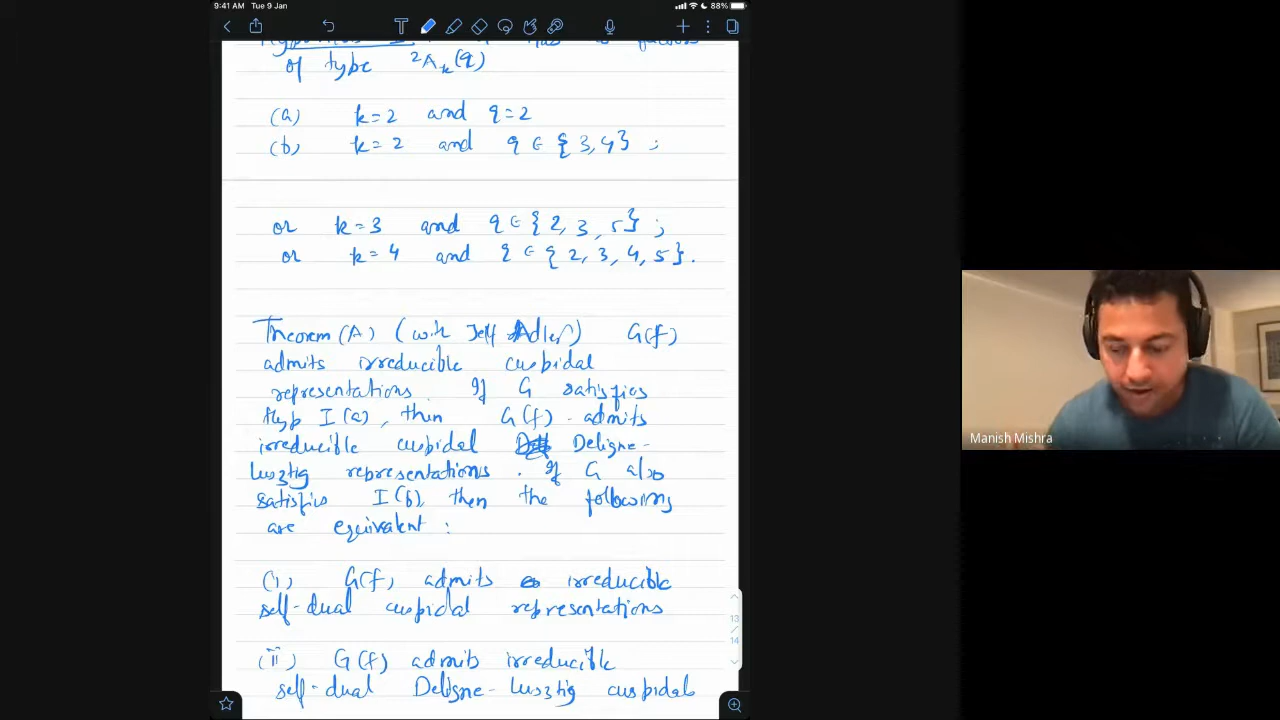 9:41 AM Tue 9 Jan
88%
T
of type ²A_k(q)
(a) k=2 and q=2
(b) k=2 and q ∈ {3,4} ;
or k=3 and q ∈ {2, 3, 5} ;
or k=4 and q ∈ {2, 3, 4, 5}.
Theorem (A) (with Jeff Adler) G(f)
admits irreducible cuspidal
representations. If G satisfies
Hyp I(a), then G(f) admits
irreducible cuspidal Deligne-
Lusztig representations. If G also
satisfies I(b), then the following
are equivalent :
(i) G(f) admits irreducible
self-dual cuspidal representations
(ii) G(f) admits irreducible
self-dual Deligne-Lusztig cuspidal
13
/
14
Manish Mishra